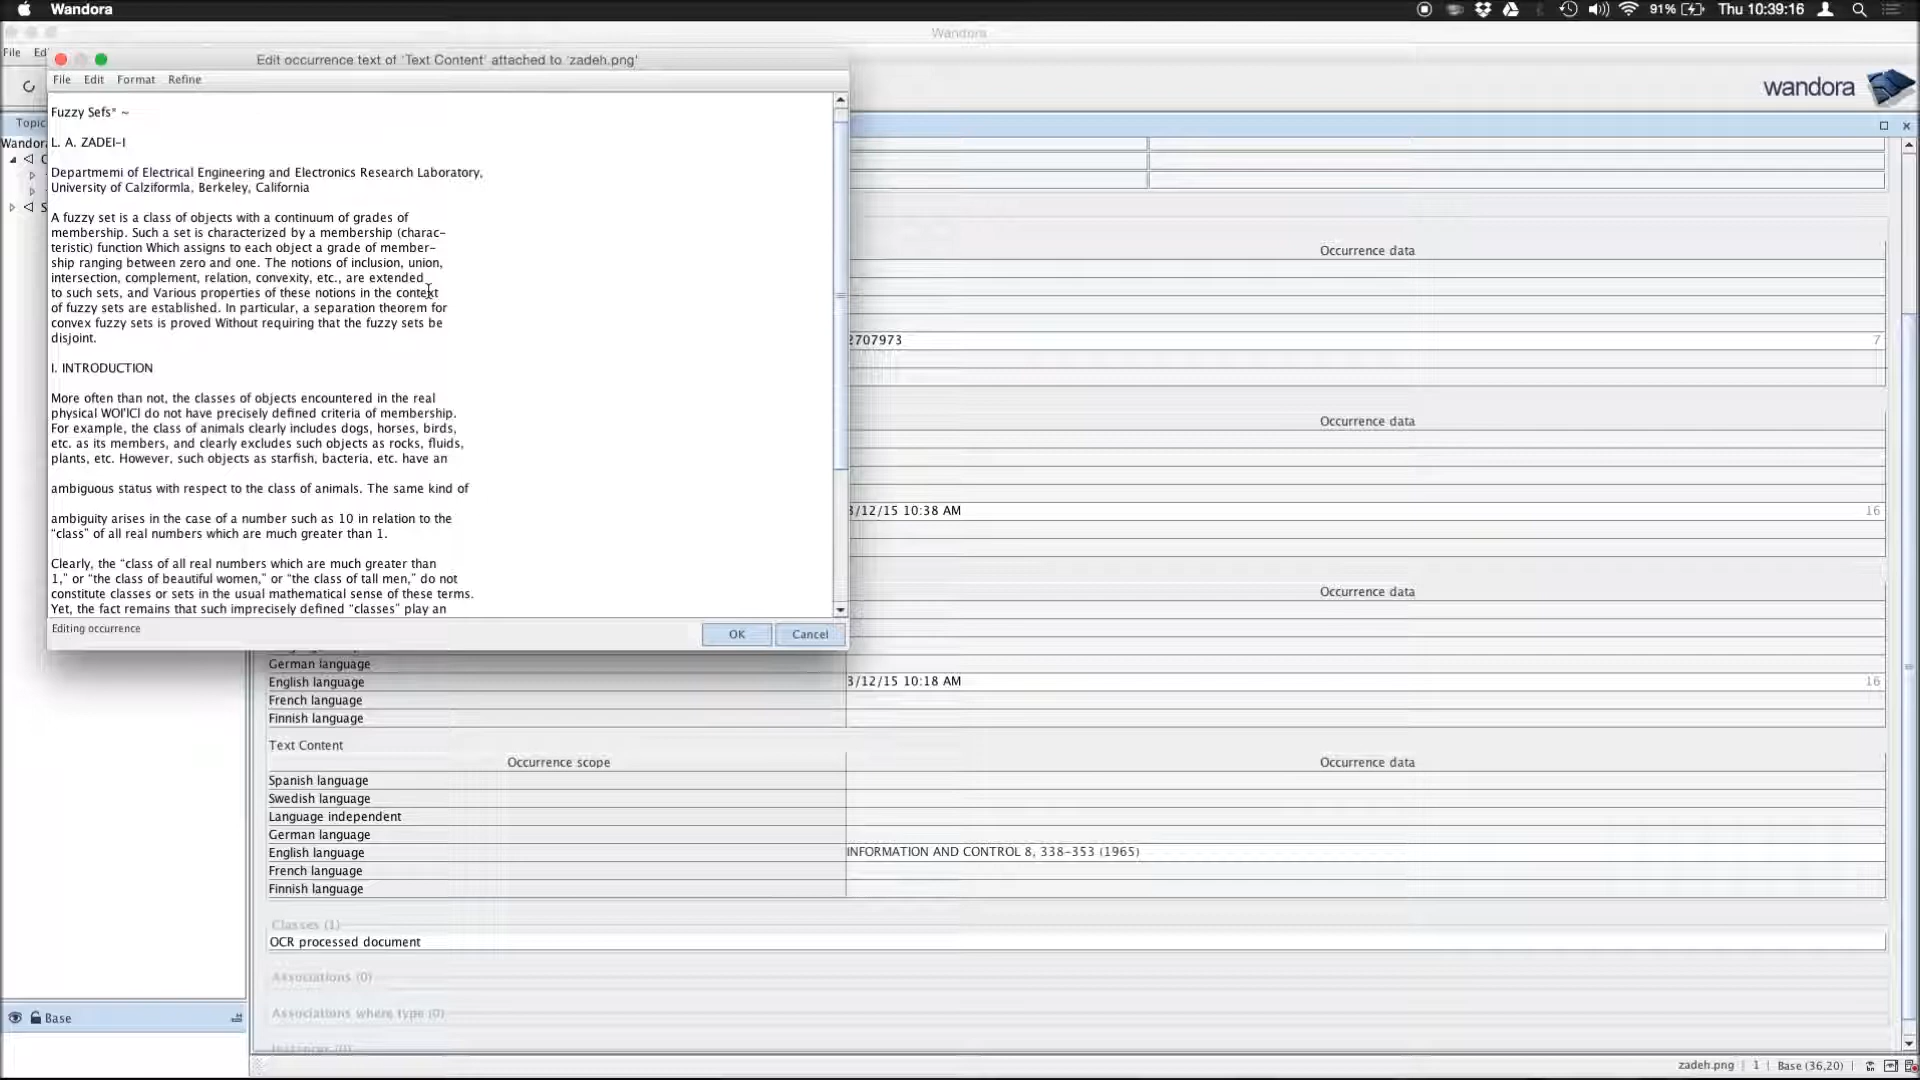 Wandora
91%
Thu 10:39:16
Wandora
File
Edit occurrence text of 'Text Content' attached to 'zadeh.png'
File Edit Format Refine
wandora
Fuzzy Sefs* ~
L. A. ZADEI-I
Departmemi of Electrical Engineering and Electronics Research Laboratory,
University of Calziformla, Berkeley, California
A fuzzy set is a class of objects with a continuum of grades of
membership. Such a set is characterized by a membership (charac-
teristic) function Which assigns to each object a grade of member-
ship ranging between zero and one. The notions of inclusion, union,
intersection, complement, relation, convexity, etc., are extended
to such sets, and Various properties of these notions in the context
of fuzzy sets are established. In particular, a separation theorem for
convex fuzzy sets is proved Without requiring that the fuzzy sets be
disjoint.
I. INTRODUCTION
More often than not, the classes of objects encountered in the real
physical WOI'ICI do not have precisely defined criteria of membership.
For example, the class of animals clearly includes dogs, horses, birds,
etc. as its members, and clearly excludes such objects as rocks, fluids,
plants, etc. However, such objects as starfish, bacteria, etc. have an
ambiguous status with respect to the class of animals. The same kind of
ambiguity arises in the case of a number such as 10 in relation to the
“class” of all real numbers which are much greater than 1.
Clearly, the “class of all real numbers which are much greater than
1,” or “the class of beautiful women,” or “the class of tall men,” do not
constitute classes or sets in the usual mathematical sense of these terms.
Yet, the fact remains that such imprecisely defined “classes” play an
Editing occurrence
OK
Cancel
Occurrence data
2707973
7
Occurrence data
3/12/15 10:38 AM
16
Occurrence data
German language
English language
3/12/15 10:18 AM
16
French language
Finnish language
Text Content
Occurrence scope
Occurrence data
Spanish language
Swedish language
Language independent
German language
English language
INFORMATION AND CONTROL 8, 338-353 (1965)
French language
Finnish language
Classes (1)
OCR processed document
Associations (0)
Associations where type (0)
Instances (0)
Base
zadeh.png
1
Base (36,20)